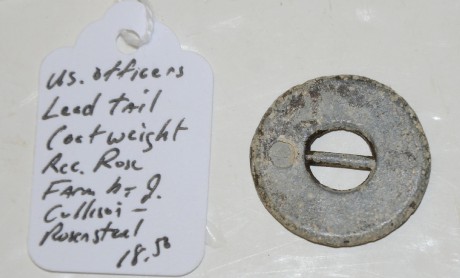 U.S. officers
Lead tail
Coat weight
Rec. Rose
Farm by J.
Cullison -
Rosensteel
18.50